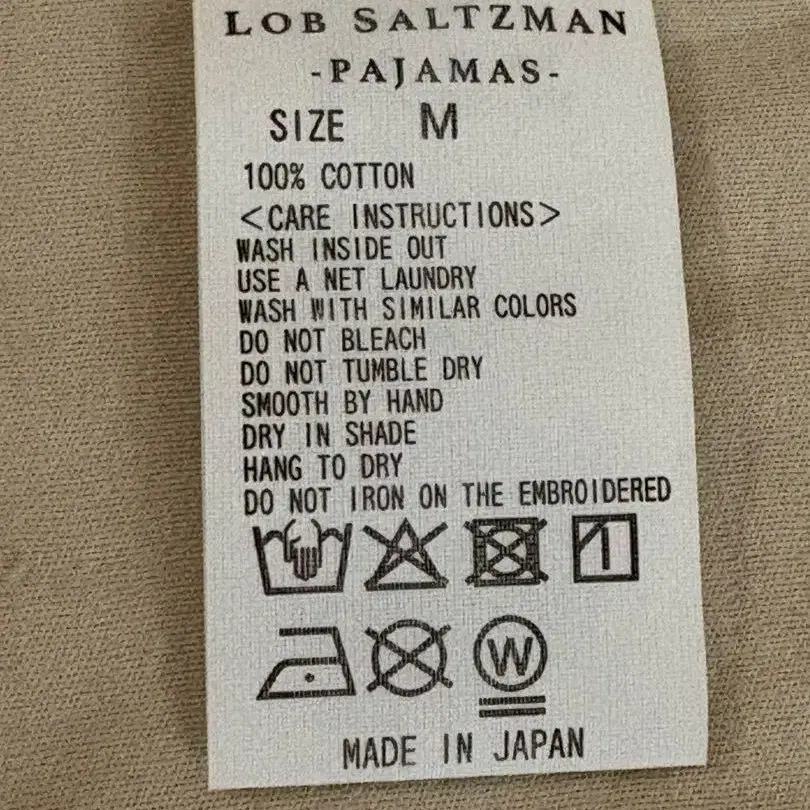 LOB SALTZMAN
-PAJAMAS-
SIZE M
100% COTTON
<CARE INSTRUCTIONS>
WASH INSIDE OUT
USE A NET LAUNDRY
WASH WITH SIMILAR COLORS
DO NOT BLEACH
DO NOT TUMBLE DRY
SMOOTH BY HAND
DRY IN SHADE
HANG TO DRY
DO NOT IRON ON THE EMBROIDERED
W
MADE IN JAPAN